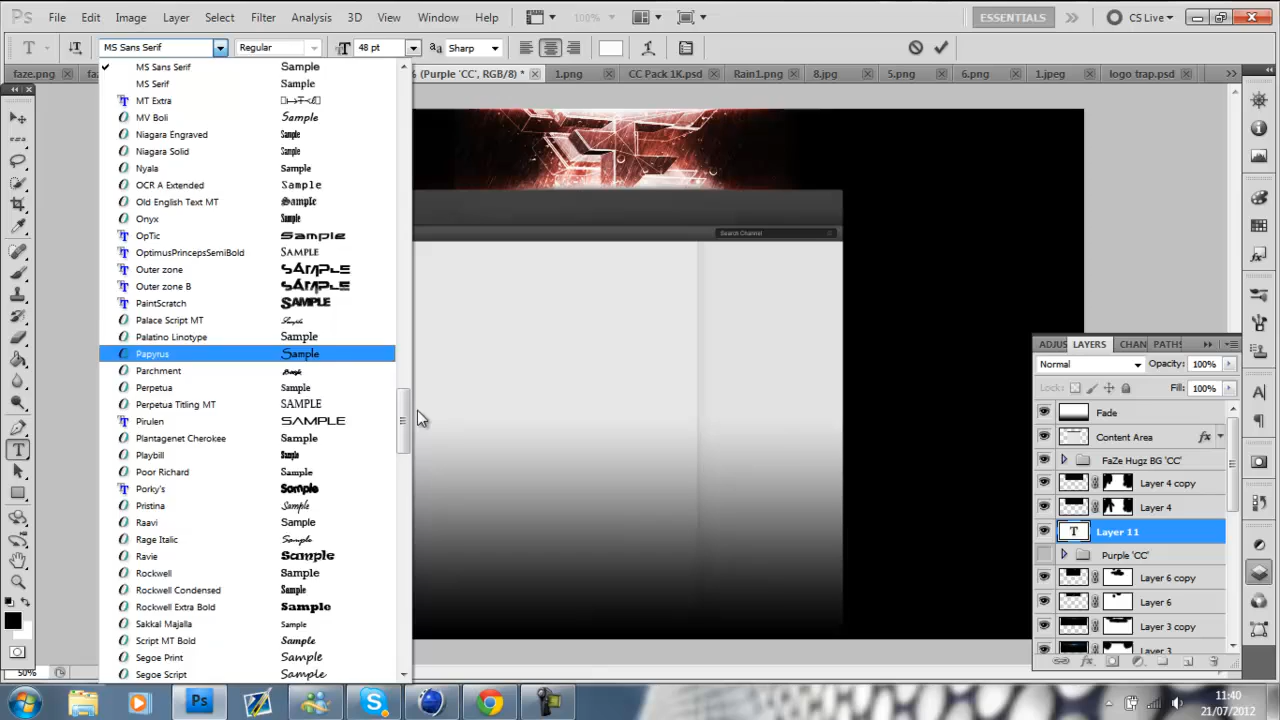 Ps File Edit Image Layer Select Filter Analysis 3D View Window Help 100% ESSENTIALS CS Live
T MS Sans Serif Regular 48 pt Sharp
faze.png (Purple 'CC', RGB/8) * 1.png CC Pack 1K.psd Rain1.png 8.jpg 5.png 6.png 1.jpeg logo trap.psd
MS Sans Serif Sample
MS Serif Sample
MT Extra
MV Boli Sample
Niagara Engraved Sample
Niagara Solid Sample
Nyala Sample
OCR A Extended Sample
Old English Text MT Sample
Onyx Sample
OpTic Sample
OptimusPrincepsSemiBold SAMPLE
Outer zone SAMPLE
Outer zone B SAMPLE
PaintScratch SAMPLE
Palace Script MT Sample
Palatino Linotype Sample
Papyrus Sample
Parchment
Perpetua Sample
Perpetua Titling MT SAMPLE
Pirulen SAMPLE
Plantagenet Cherokee Sample
Playbill Sample
Poor Richard Sample
Porky's Sample
Pristina Sample
Raavi Sample
Rage Italic Sample
Ravie Sample
Rockwell Sample
Rockwell Condensed Sample
Rockwell Extra Bold Sample
Sakkal Majalla Sample
Script MT Bold Sample
Segoe Print Sample
Segoe Script Sample
Search Channel
ADJUS LAYERS CHAN PATHS
Normal Opacity: 100%
Locks: Fill: 100%
Fade
Content Area fx
FaZe Hugz BG 'CC'
Layer 4 copy
Layer 4
T Layer 11
Purple 'CC'
Layer 6 copy
Layer 6
Layer 3 copy
Layer 3
50%
Ps
11:40
21/07/2012